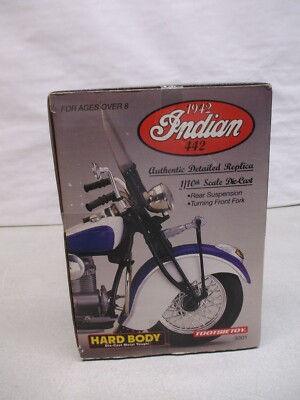 FOR AGES OVER 8
1942
Indian
442
Authentic Detailed Replica
1/10th Scale Die-Cast
•Rear Suspension
•Turning Front Fork
HARD BODY
Die-Cast Metal Tough!
TOOTSIETOY